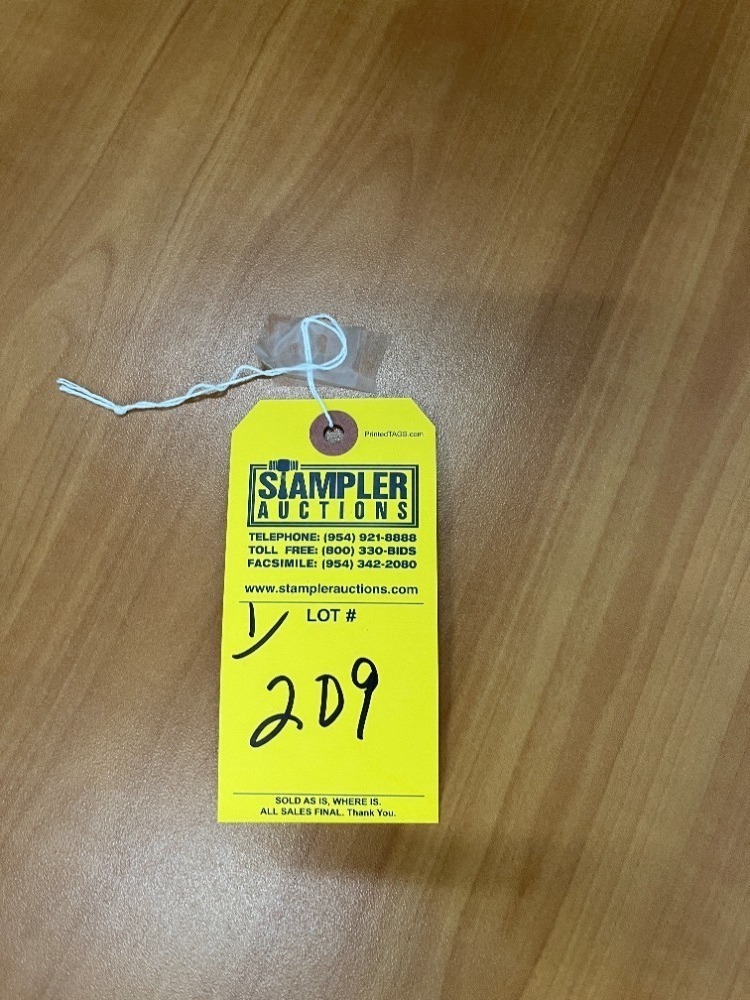 PrintedTAGS.com
STAMPLER
AUCTIONS
TELEPHONE: (954) 921-8888
TOLL FREE: (800) 330-BIDS
FACSIMILE: (954) 342-2080
www.stamplerauctions.com
LOT #
1/
209
SOLD AS IS, WHERE IS.
ALL SALES FINAL. Thank You.